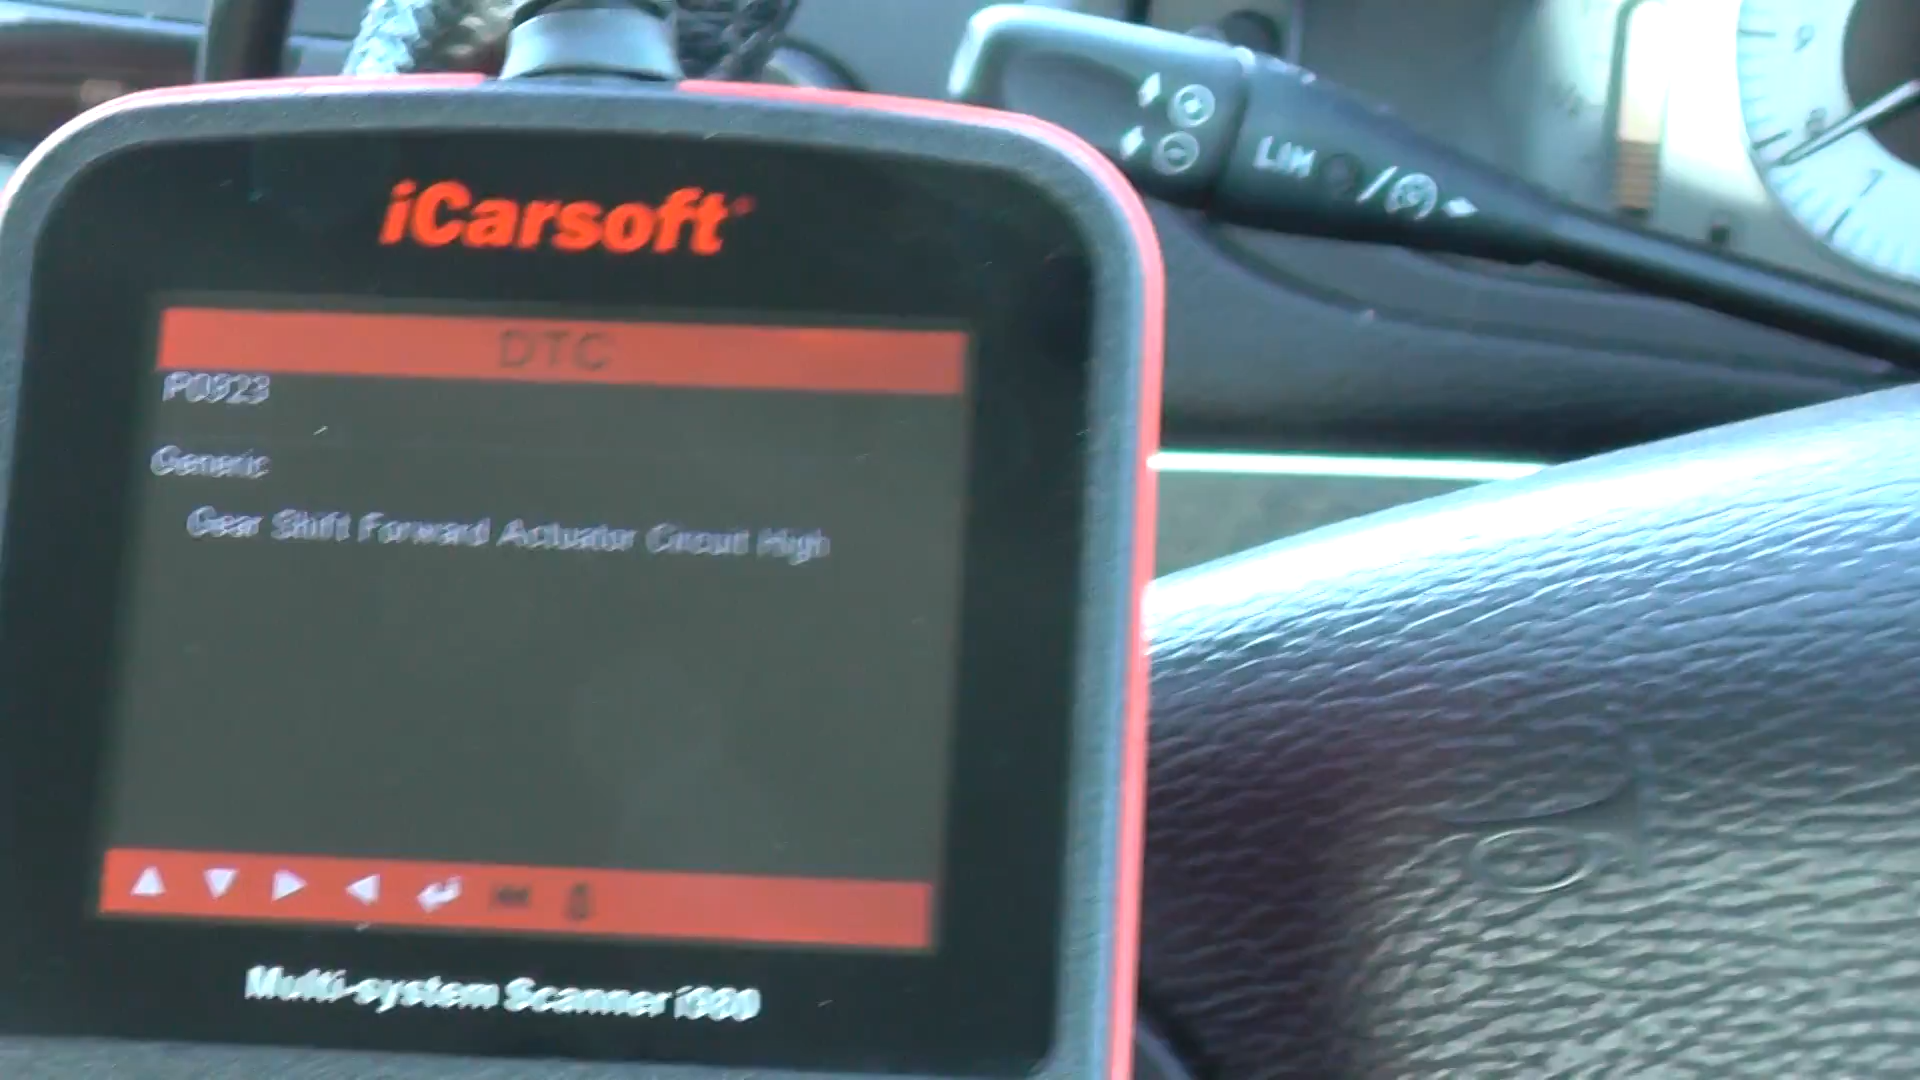 iCarsoft
DTC
P0923
Generic
Gear Shift Forward Actuator Circuit High
Multi-system Scanner i980
LIM